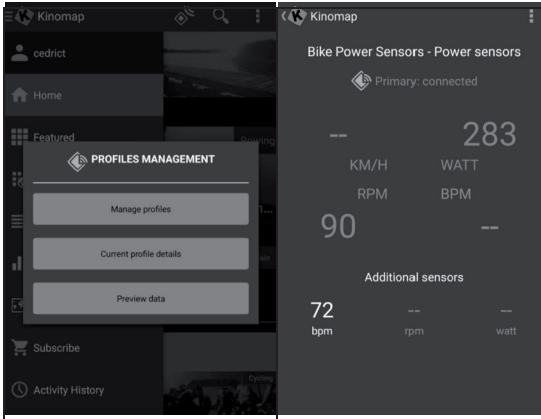 Kinomap
cedrict
Home
Featured
Rowing
PROFILES MANAGEMENT
Manage profiles
Current profile details
Preview data
Subscribe
Activity History
Cycling
Kinomap
Bike Power Sensors - Power sensors
Primary: connected
-- 283
KM/H WATT
RPM BPM
90 --
Additional sensors
72 -- --
bpm rpm watt